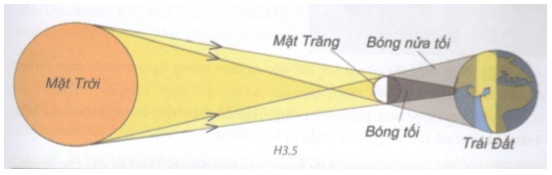 Mặt Trời
Mặt Trăng
Bóng nửa tối
Bóng tối
Trái Đất
H3.5